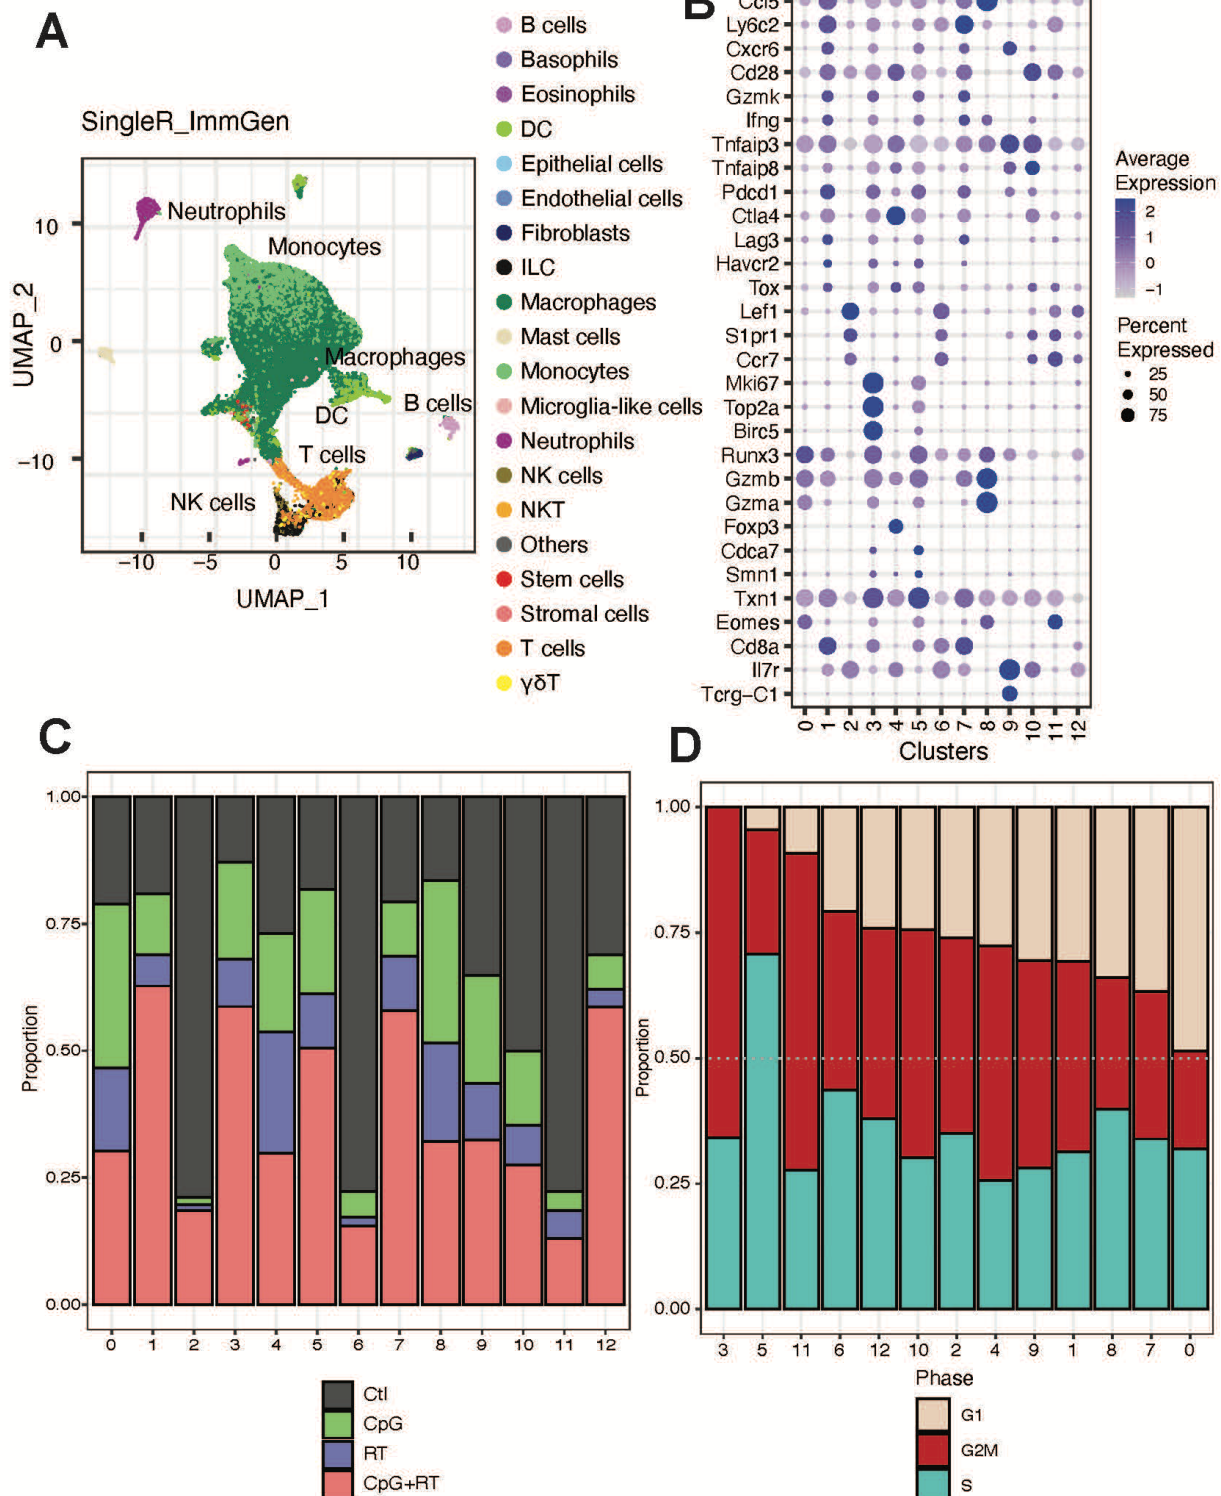 A
SingleR_ImmGen
Neutrophils
Monocytes
Macrophages
DC
B cells
T cells
NK cells
10
0
−10
UMAP_2
−10
−5
0
5
10
UMAP_1
B cells
Basophils
Eosinophils
DC
Epithelial cells
Endothelial cells
Fibroblasts
ILC
Macrophages
Mast cells
Monocytes
Microglia-like cells
Neutrophils
NK cells
NKT
Others
Stem cells
Stromal cells
T cells
γδT
B
Ccl5
Ly6c2
Cxcr6
Cd28
Gzmk
Ifng
Tnfaip3
Tnfaip8
Pdcd1
Ctla4
Lag3
Havcr2
Tox
Lef1
S1pr1
Ccr7
Mki67
Top2a
Birc5
Runx3
Gzmb
Gzma
Foxp3
Cdca7
Smn1
Txn1
Eomes
Cd8a
Il7r
Tcrg−C1
0 1 2 3 4 5 6 7 8 9 10 11 12
Clusters
Average
Expression
2
1
0
−1
Percent
Expressed
25
50
75
C
1.00
0.75
0.50
0.25
0.00
Proportion
0 1 2 3 4 5 6 7 8 9 10 11 12
Ctl
CpG
RT
CpG+RT
D
1.00
0.75
0.50
0.25
0.00
Proportion
3 5 11 6 12 10 2 4 9 1 8 7 0
Phase
G1
G2M
S